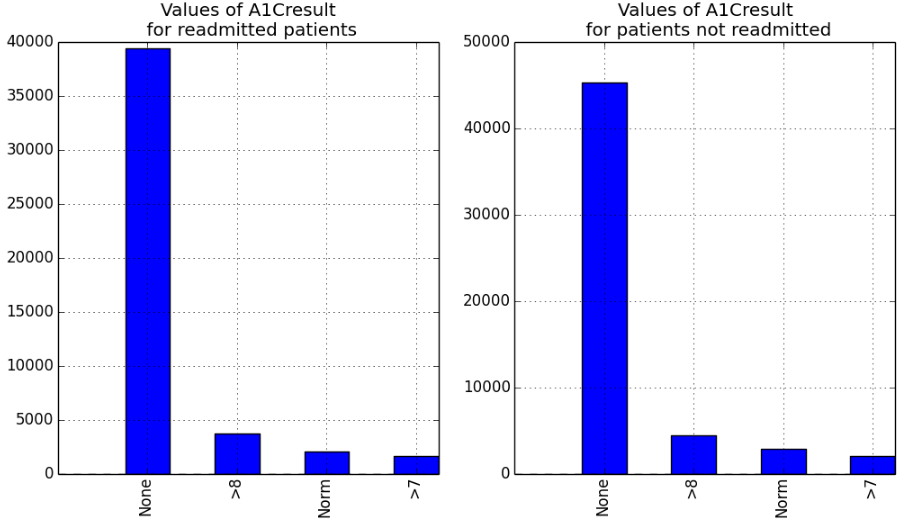 Values of A1Cresult
for readmitted patients
40000
35000
30000
25000
20000
15000
10000
5000
0
None
>8
Norm
>7
Values of A1Cresult
for patients not readmitted
50000
40000
30000
20000
10000
0
None
>8
Norm
>7